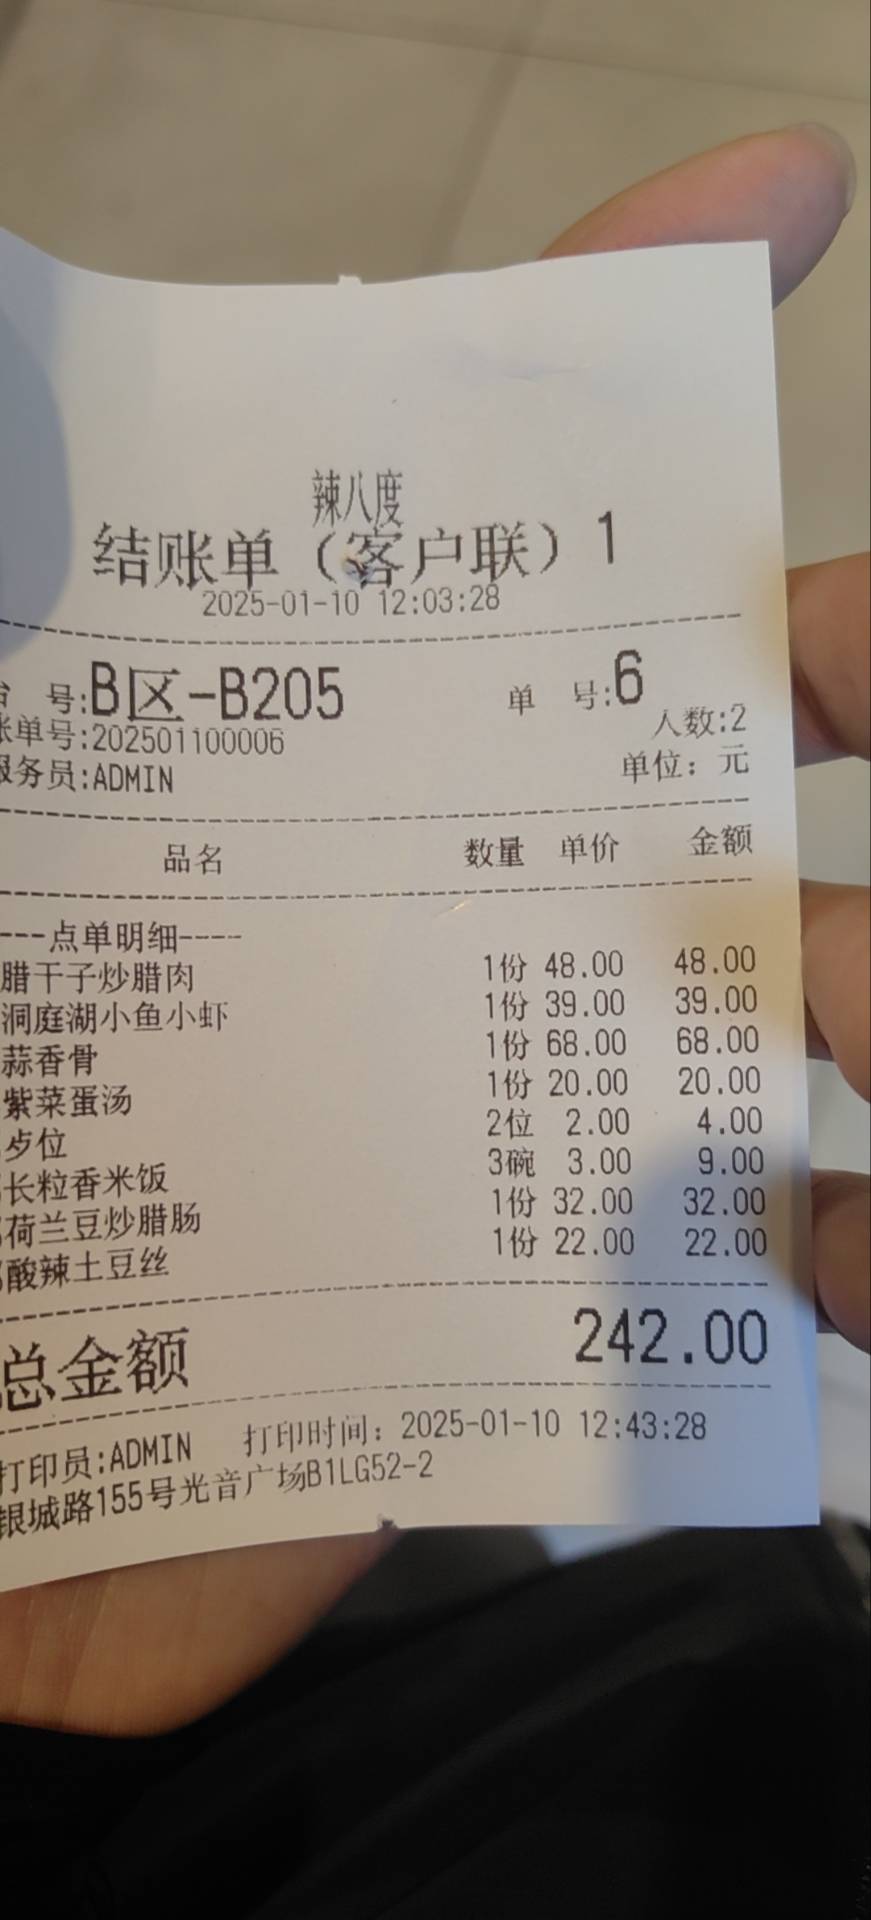 辣八度
结账单（客户联）1
2025-01-10 12:03:28
台 号:B区-B205 单 号:6
账单号:202501100006 人数:2
服务员:ADMIN 单位：元
品名 数量 单价 金额
---点单明细----
腊干子炒腊肉 1份 48.00 48.00
洞庭湖小鱼小虾 1份 39.00 39.00
蒜香骨 1份 68.00 68.00
紫菜蛋汤 1份 20.00 20.00
歺位 2位 2.00 4.00
长粒香米饭 3碗 3.00 9.00
荷兰豆炒腊肠 1份 32.00 32.00
酸辣土豆丝 1份 22.00 22.00
总金额 242.00
打印员:ADMIN 打印时间：2025-01-10 12:43:28
银城路155号光音广场B1LG52-2